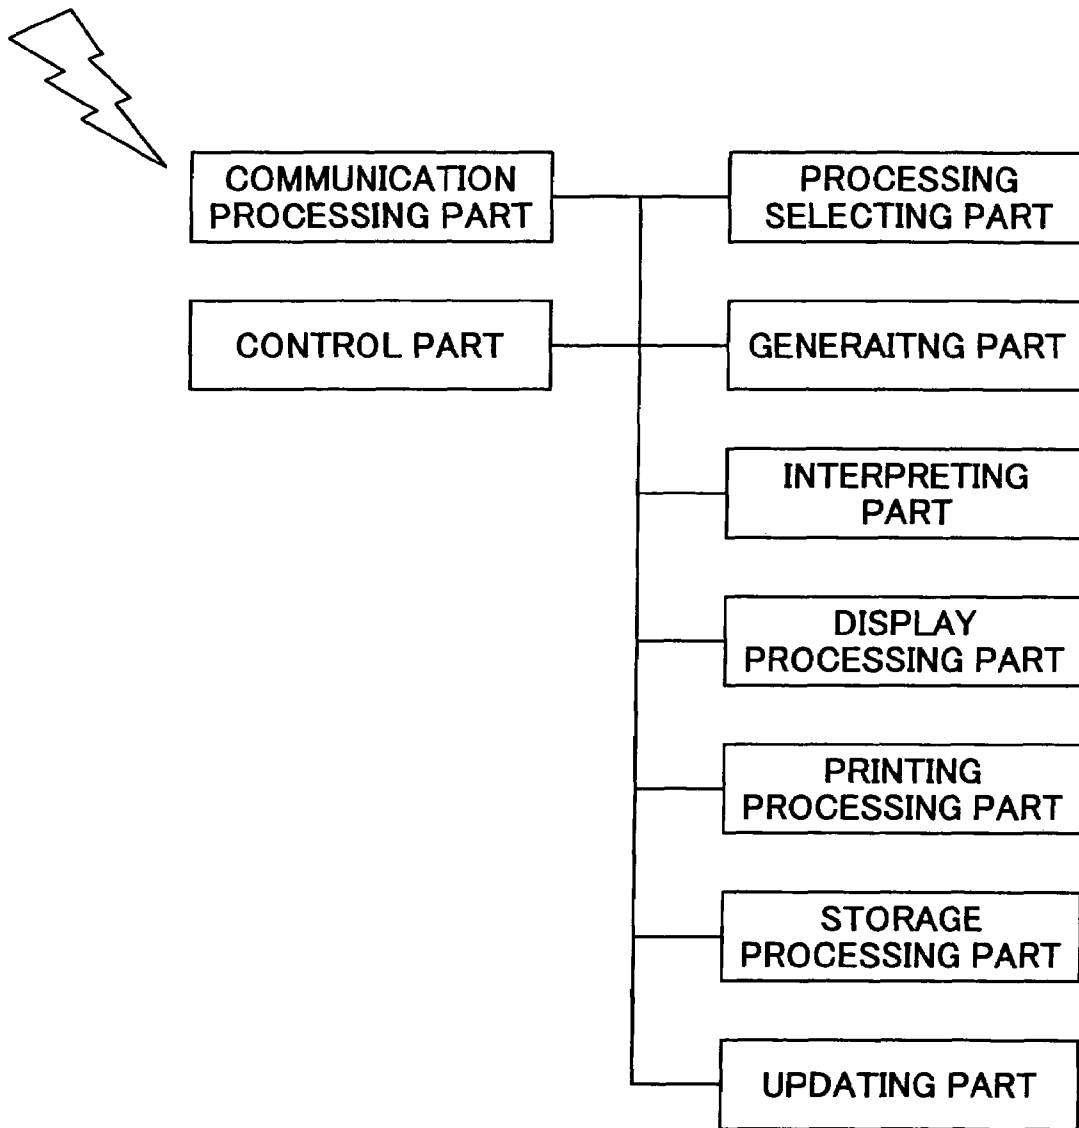 COMMUNICATION
PROCESSING PART
PROCESSING
SELECTING PART
CONTROL PART
GENERAITNG PART
INTERPRETING
PART
DISPLAY
PROCESSING PART
PRINTING
PROCESSING PART
STORAGE
PROCESSING PART
UPDATING PART